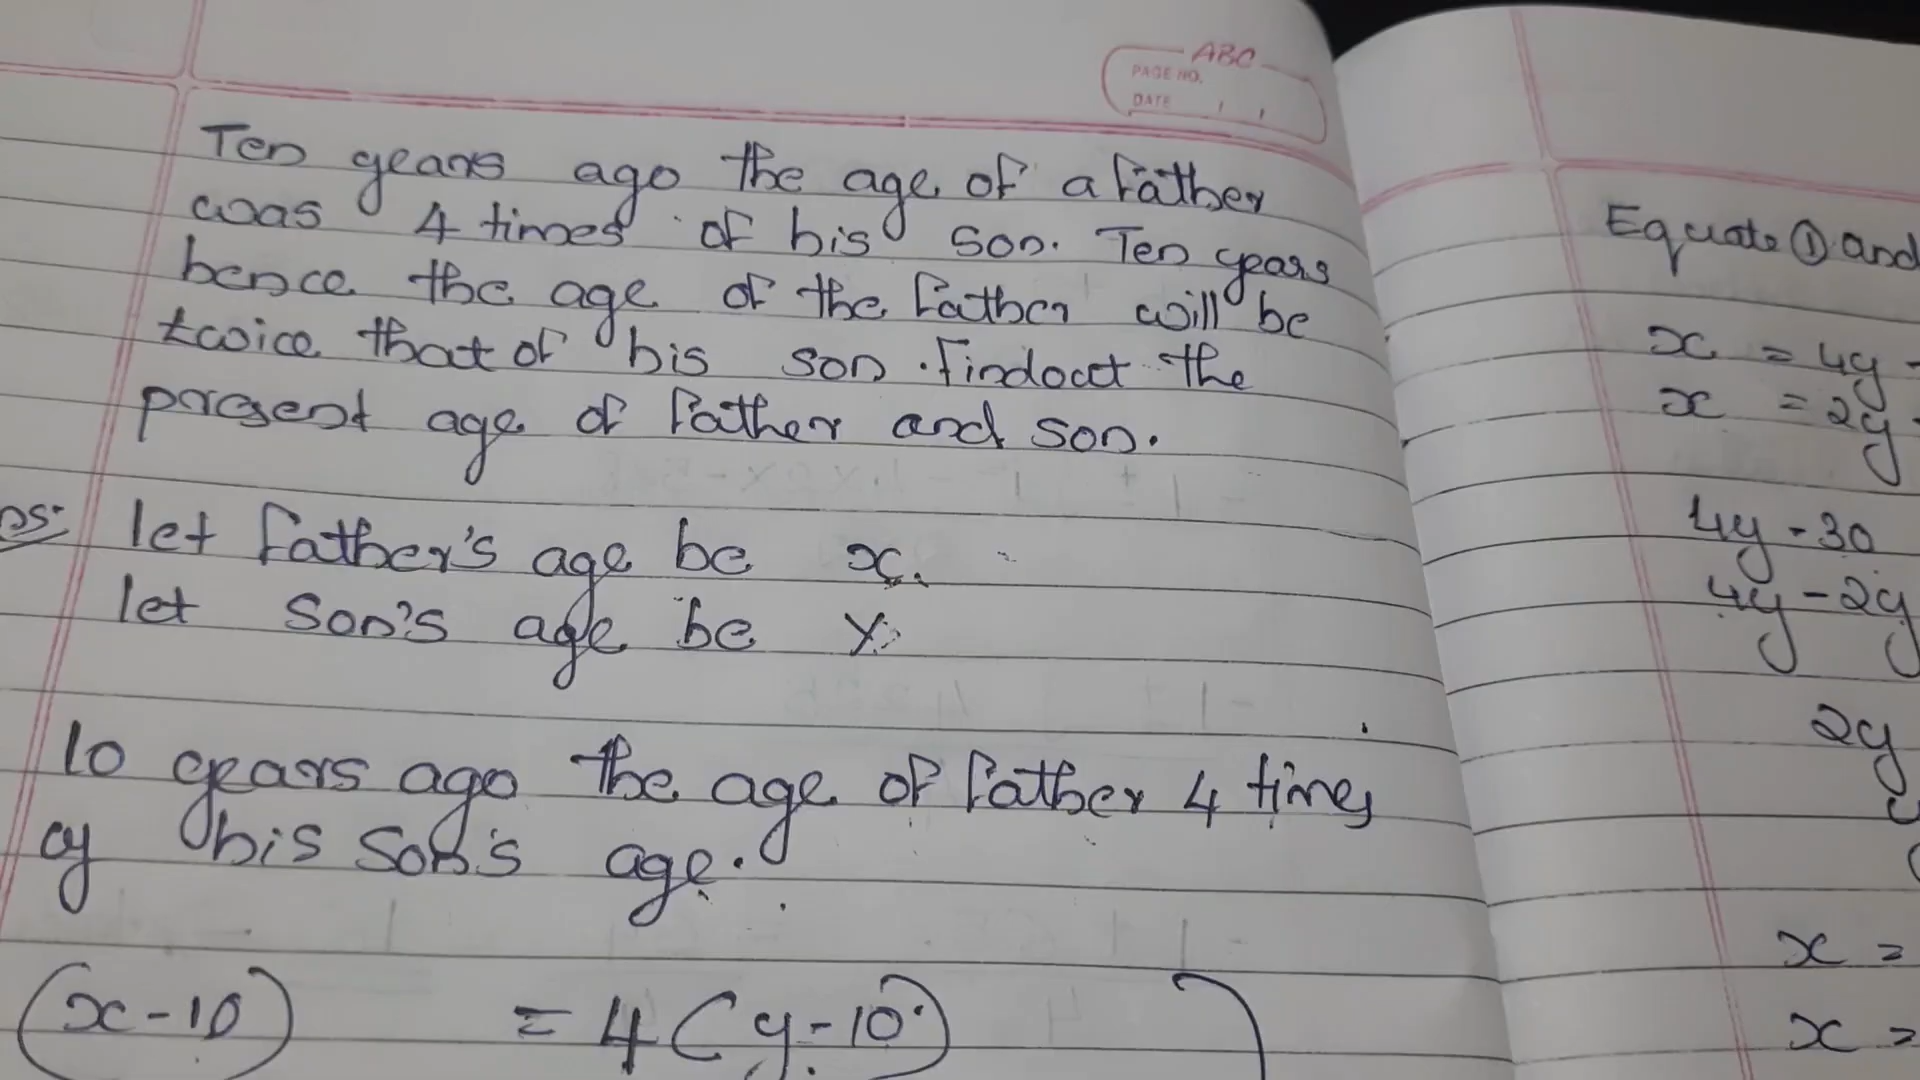 ABC
PAGE NO.
DATE
Ten years ago the age of a father
was 4 times of his son. Ten years
hence the age of the father will be
twice that of his son. Findout the
present age of father and son.
let father's age be x.
let Son's age be y
10 years ago the age of father 4 times
of his Son's age.
(x-10) = 4(y-10)
Equate ① and
x = 4y -
x = 2y
4y - 30
4y - 2y
2y
x =
x =